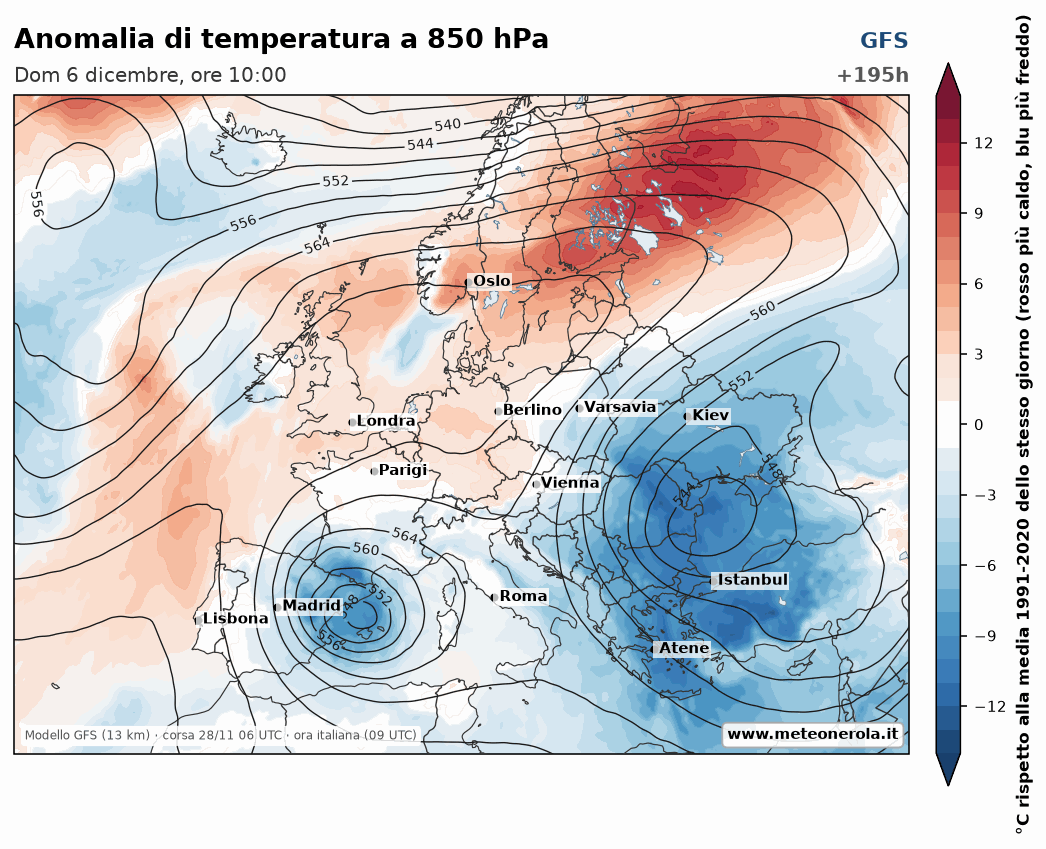 Anomalia di temperatura a 850 hPa
GFS
Dom 6 dicembre, ore 10:00
+195h
540
544
552
556
556
564
Oslo
560
552
Londra
Berlino
Varsavia
Kiev
Parigi
Vienna
548
544
564
560
552
548
556
Madrid
Lisbona
Roma
Istanbul
Atene
Modello GFS (13 km) · corsa 28/11 06 UTC · ora italiana (09 UTC)
www.meteonerola.it
12
9
6
3
0
−3
−6
−9
−12
°C rispetto alla media 1991-2020 dello stesso giorno (rosso più caldo, blu più freddo)